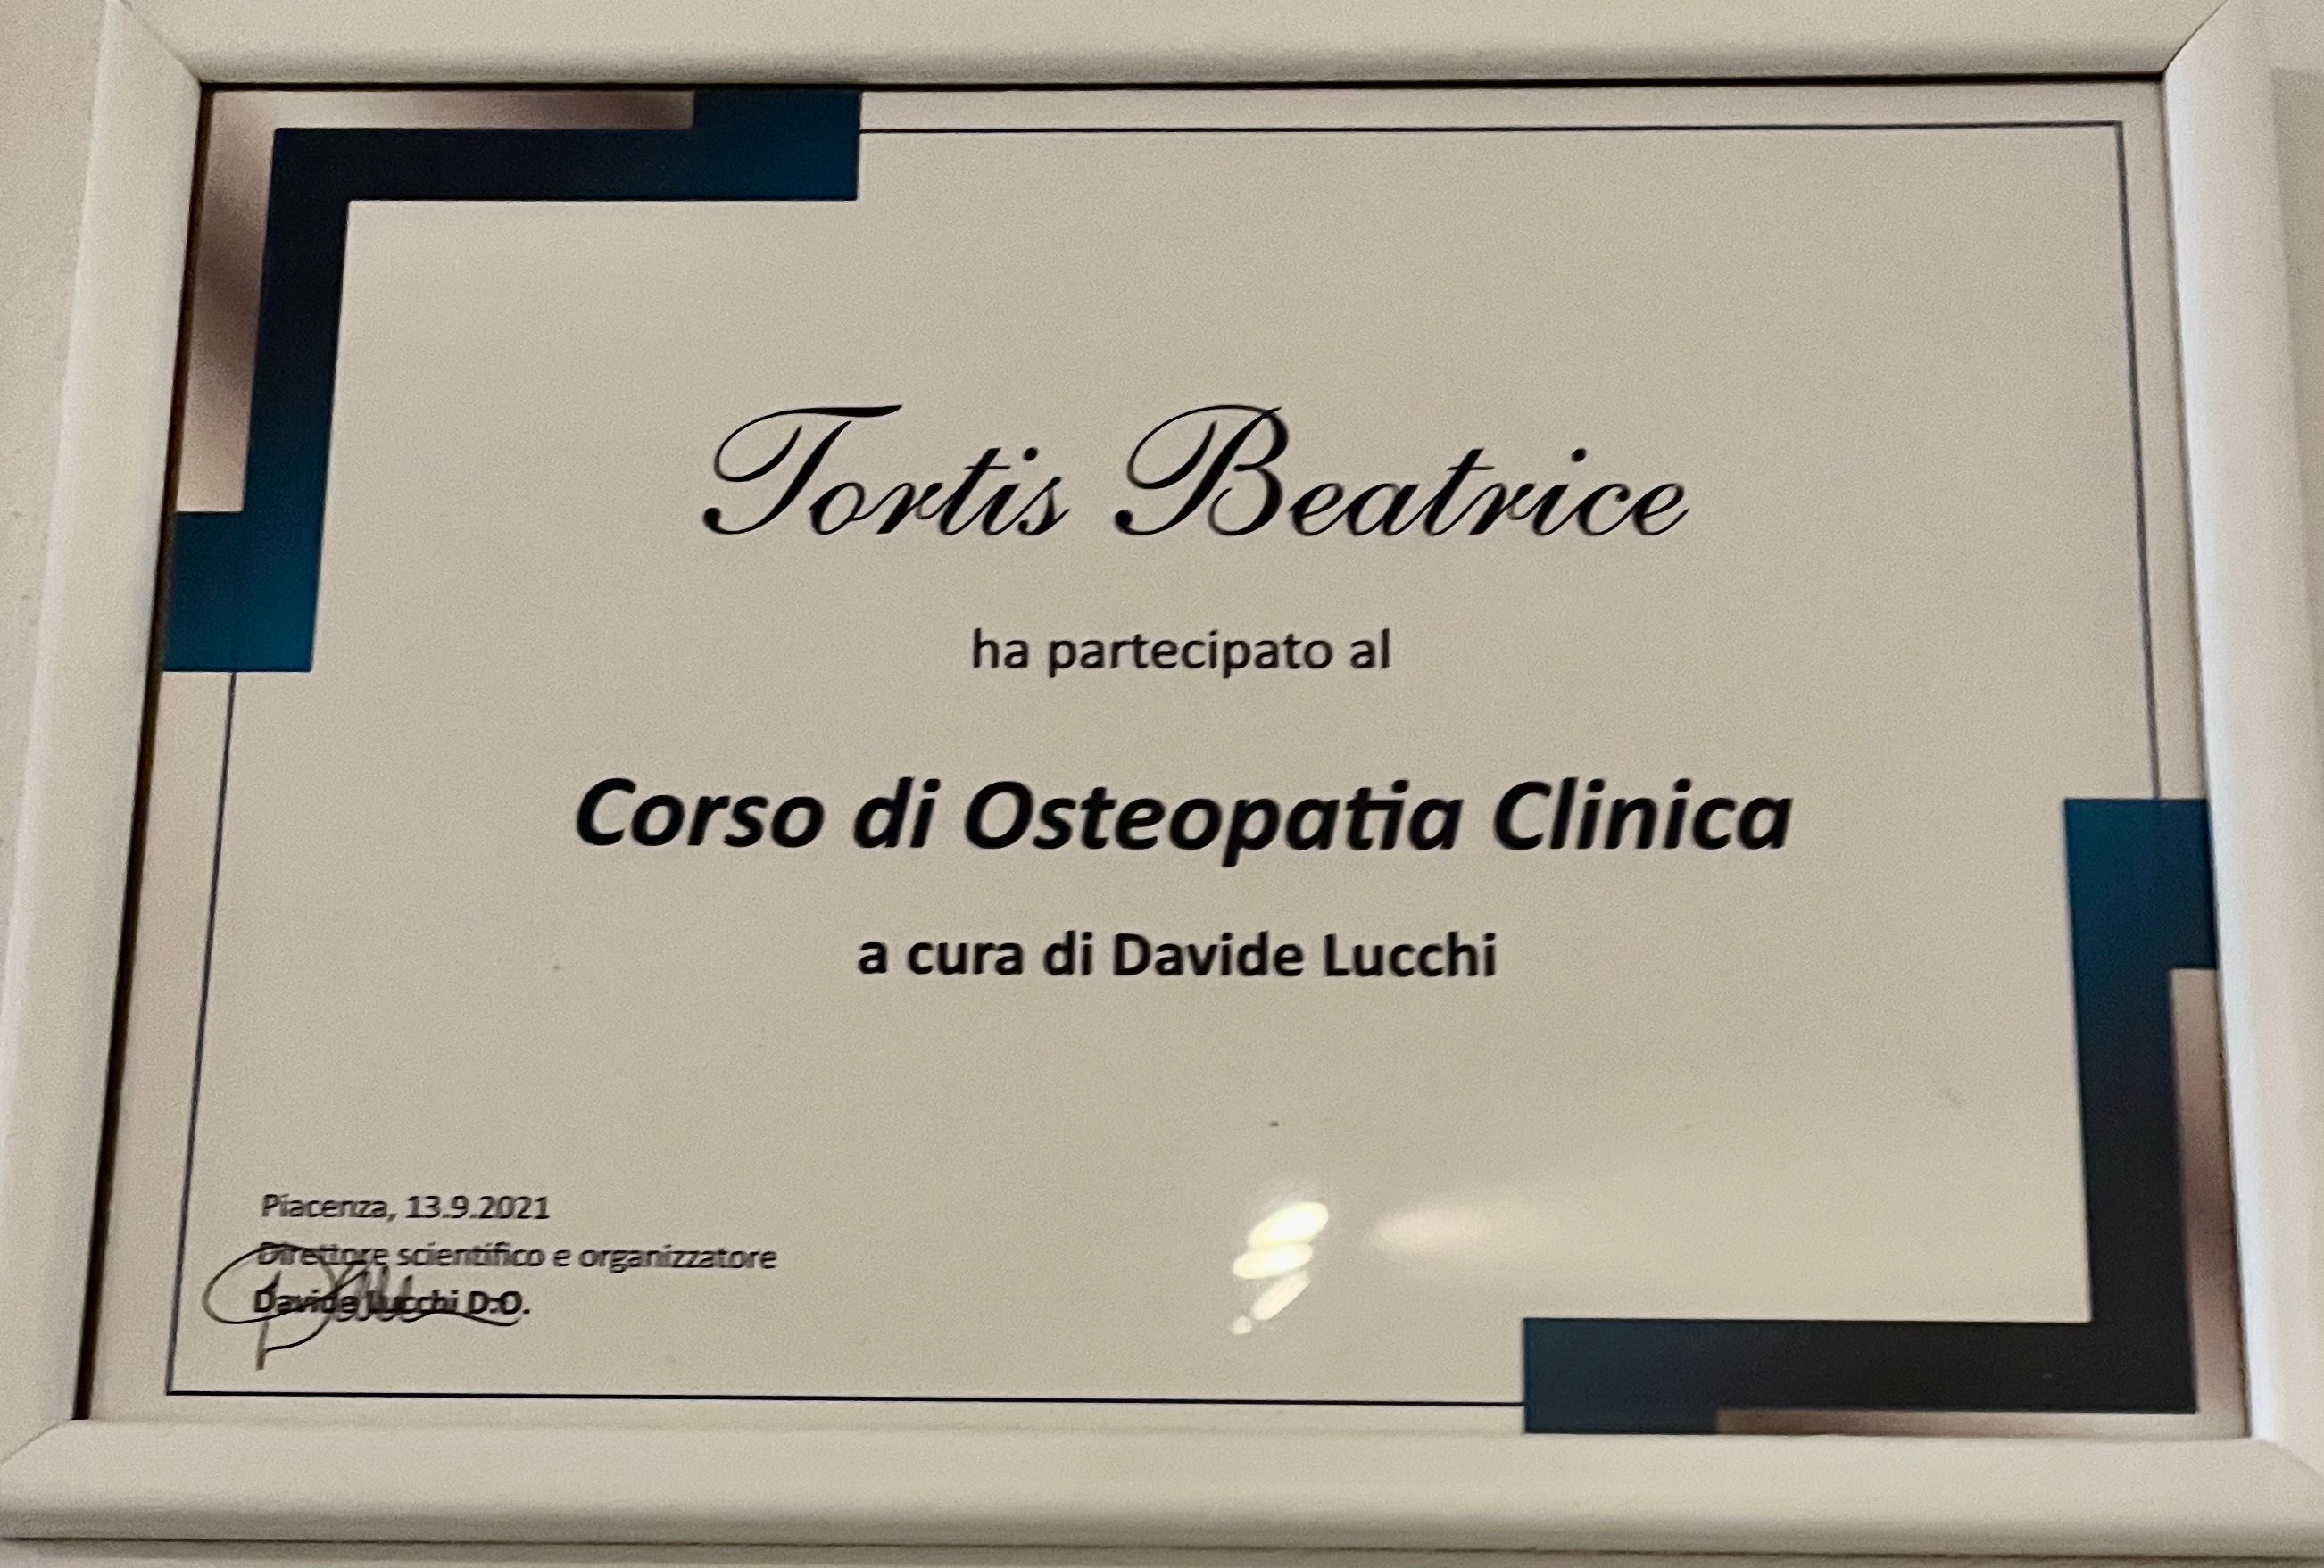 Tortis Beatrice
ha partecipato al
Corso di Osteopatia Clinica
a cura di Davide Lucchi
Piacenza, 13.9.2021
Direttore scientifico e organizzatore
Davide Lucchi D.O.